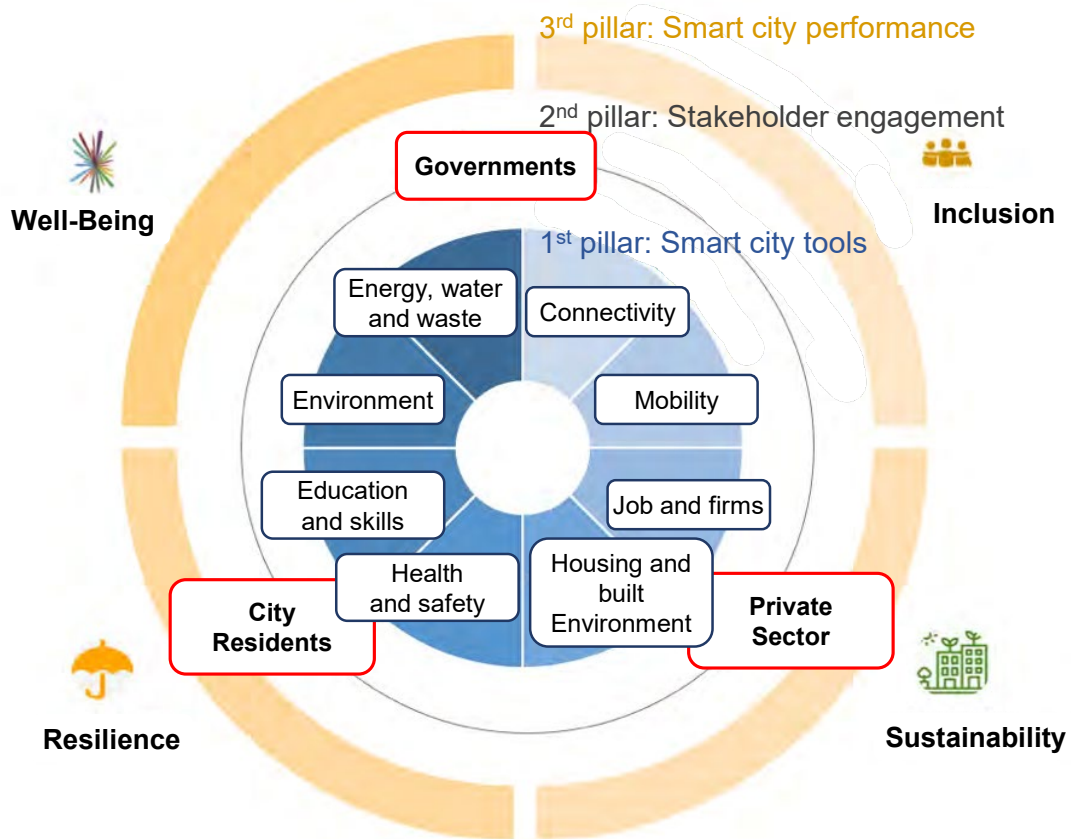 3rd pillar: Smart city performance
2nd pillar: Stakeholder engagement
Governments
Well-Being
Inclusion
1st pillar: Smart city tools
Energy, water
and waste
Connectivity
Environment
Mobility
Education
and skills
Job and firms
Health
and safety
Housing and
built
Environment
City
Residents
Private
Sector
Resilience
Sustainability